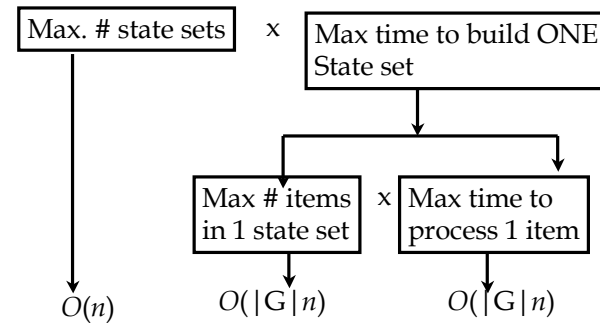 Max. # state sets
x
Max time to build ONE
State set
Max # items
in 1 state set
x
Max time to
process 1 item
O(n)
O(|G|n)
O(|G|n)